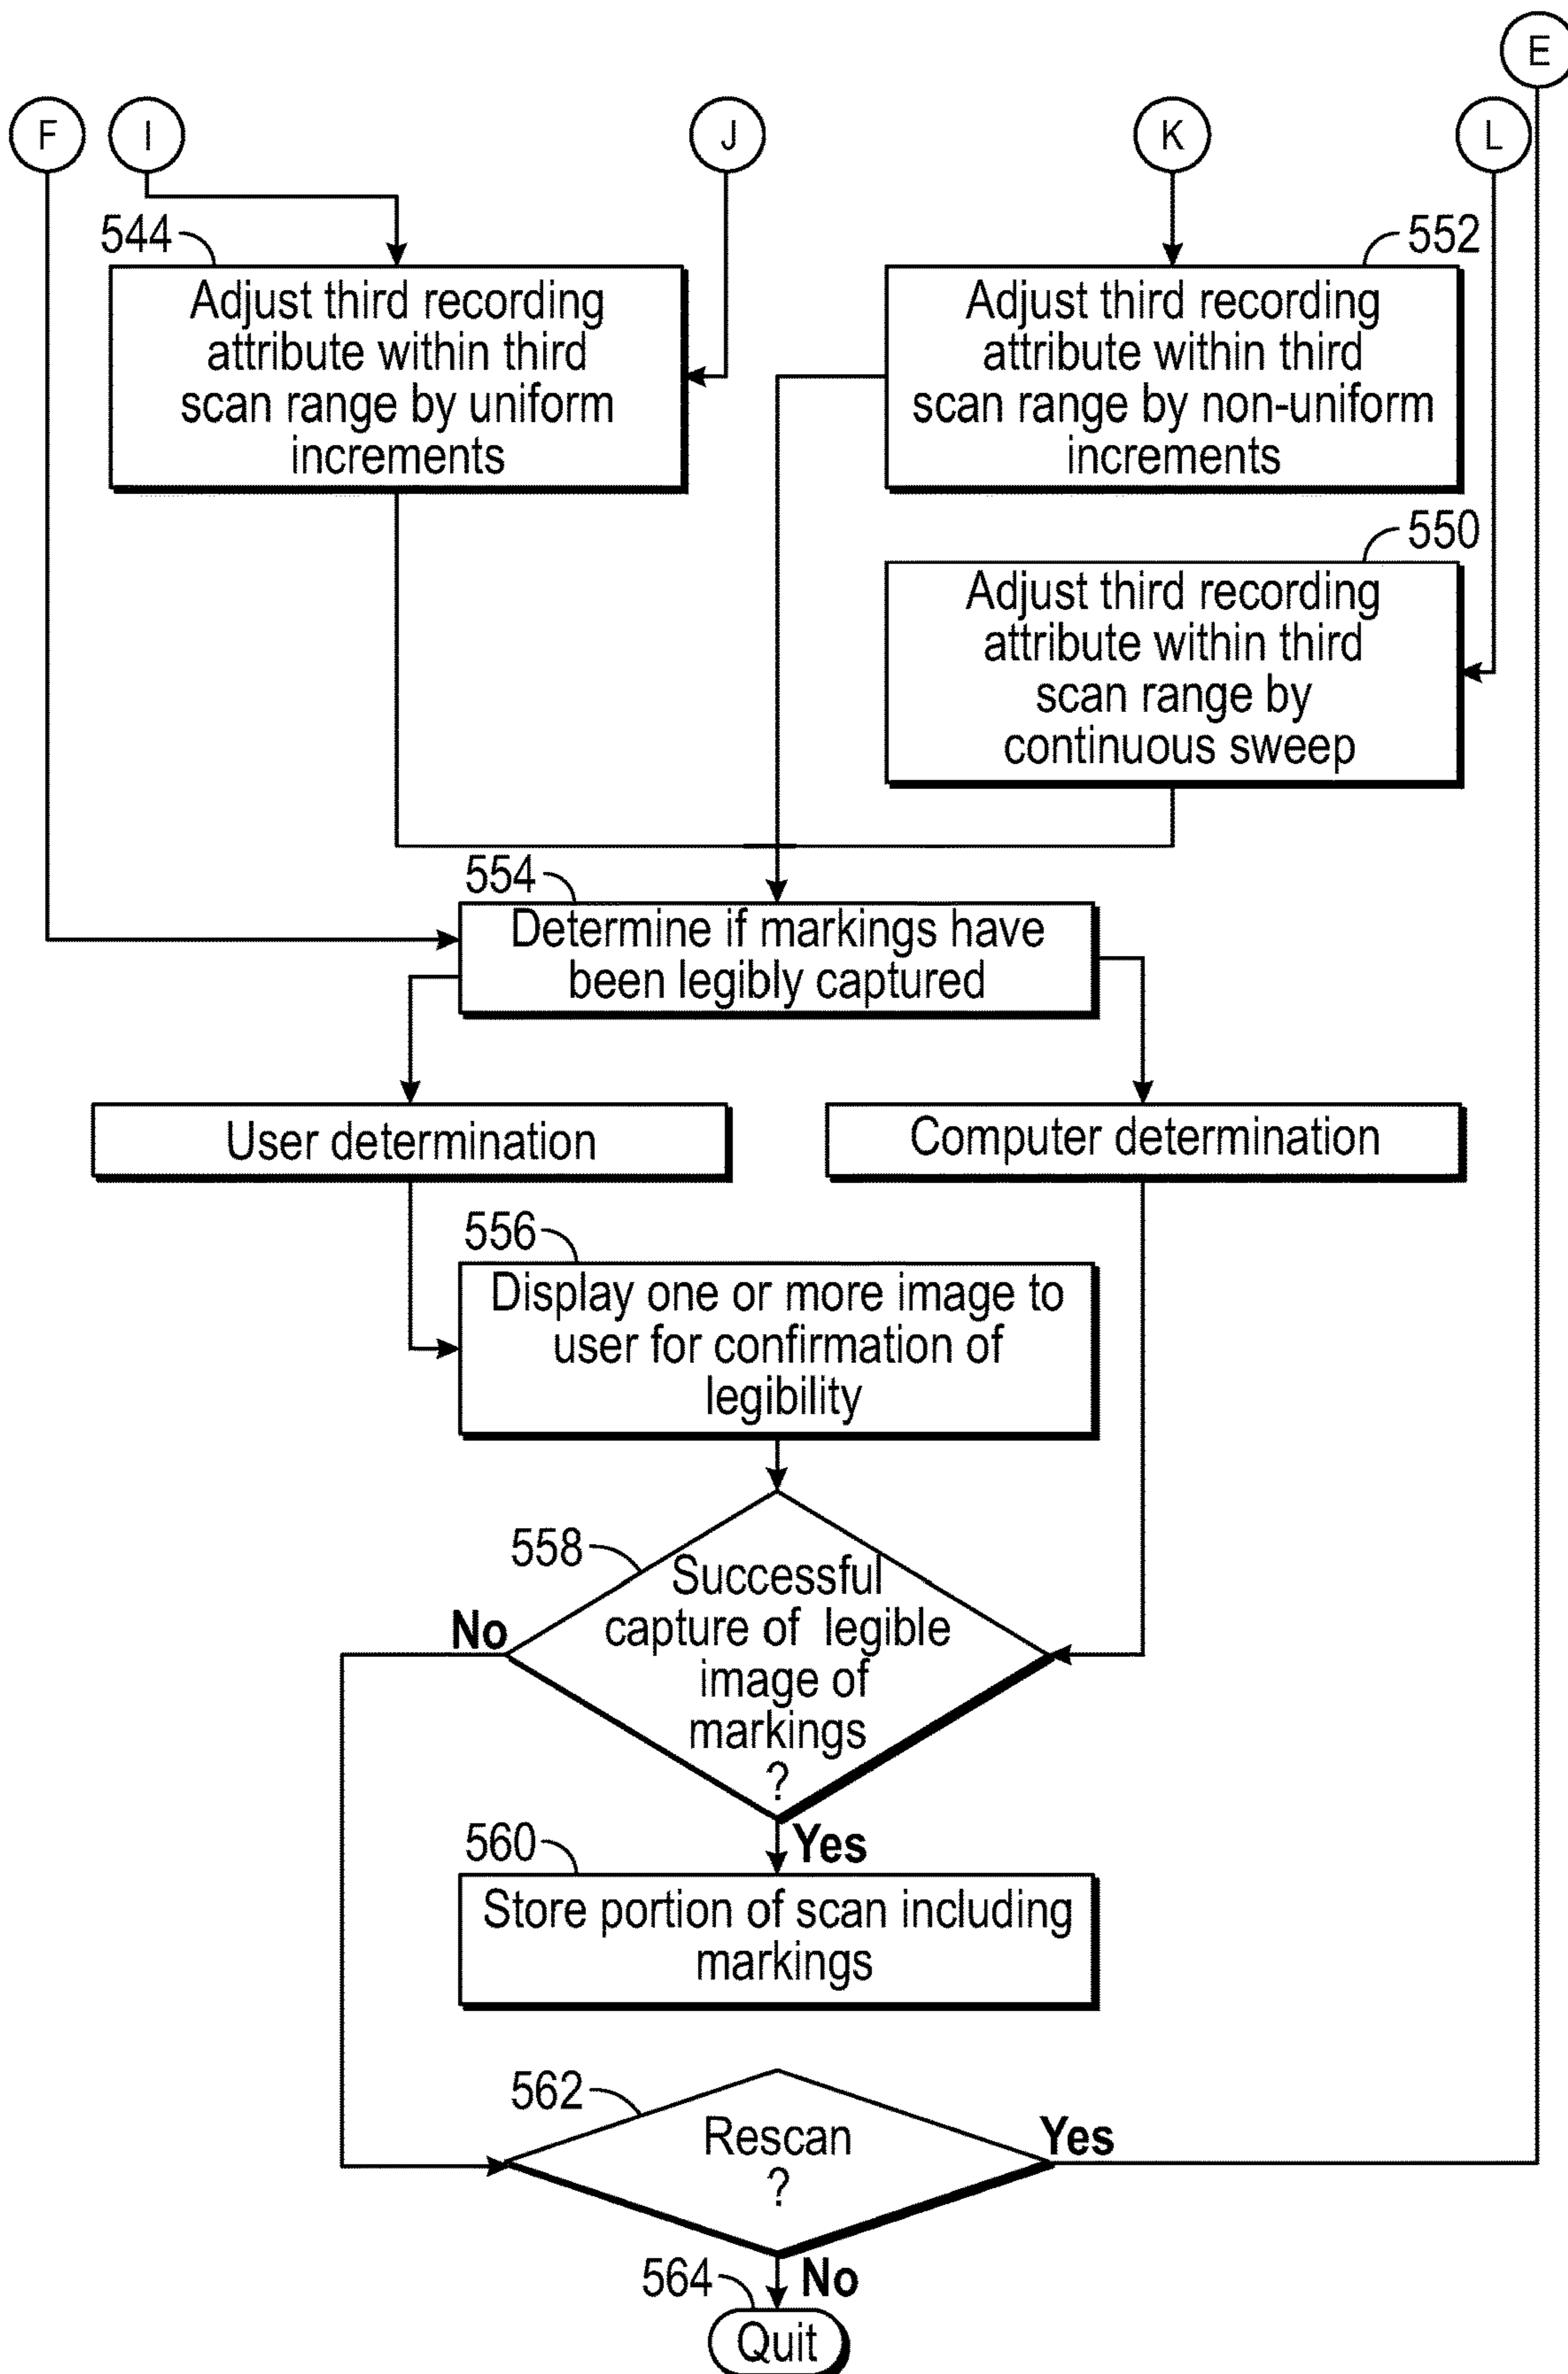 E
F
I
J
K
L
544
Adjust third recording
attribute within third
scan range by uniform
increments
552
Adjust third recording
attribute within third
scan range by non-uniform
increments
550
Adjust third recording
attribute within third
scan range by
continuous sweep
554
Determine if markings have
been legibly captured
User determination
Computer determination
556
Display one or more image to
user for confirmation of
legibility
558
Successful
capture of legible
image of
markings
?
No
Yes
560
Store portion of scan including
markings
562
Rescan
?
Yes
No
564
Quit